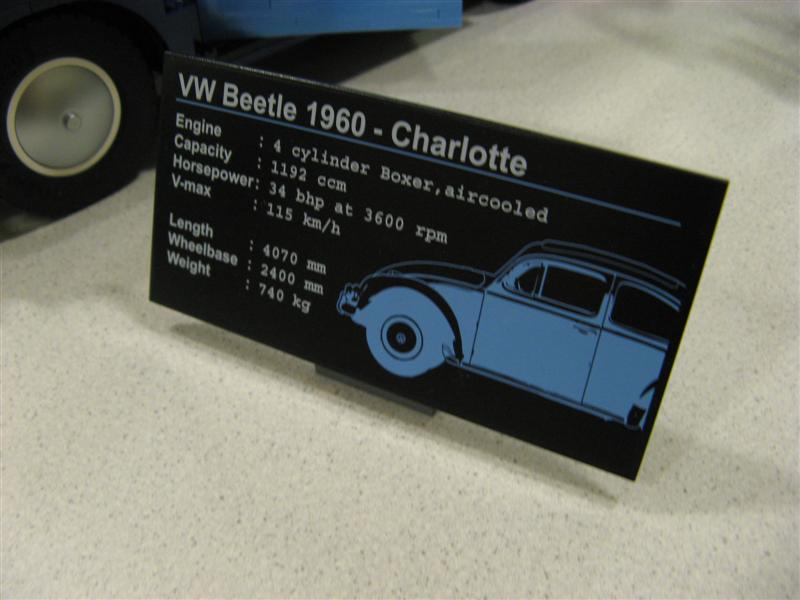 VW Beetle 1960 - Charlotte
Engine : 4 cylinder Boxer,aircooled
Capacity : 1192 ccm
Horsepower: 34 bhp at 3600 rpm
V-max : 115 km/h
Length : 4070 mm
Wheelbase : 2400 mm
Weight : 740 kg